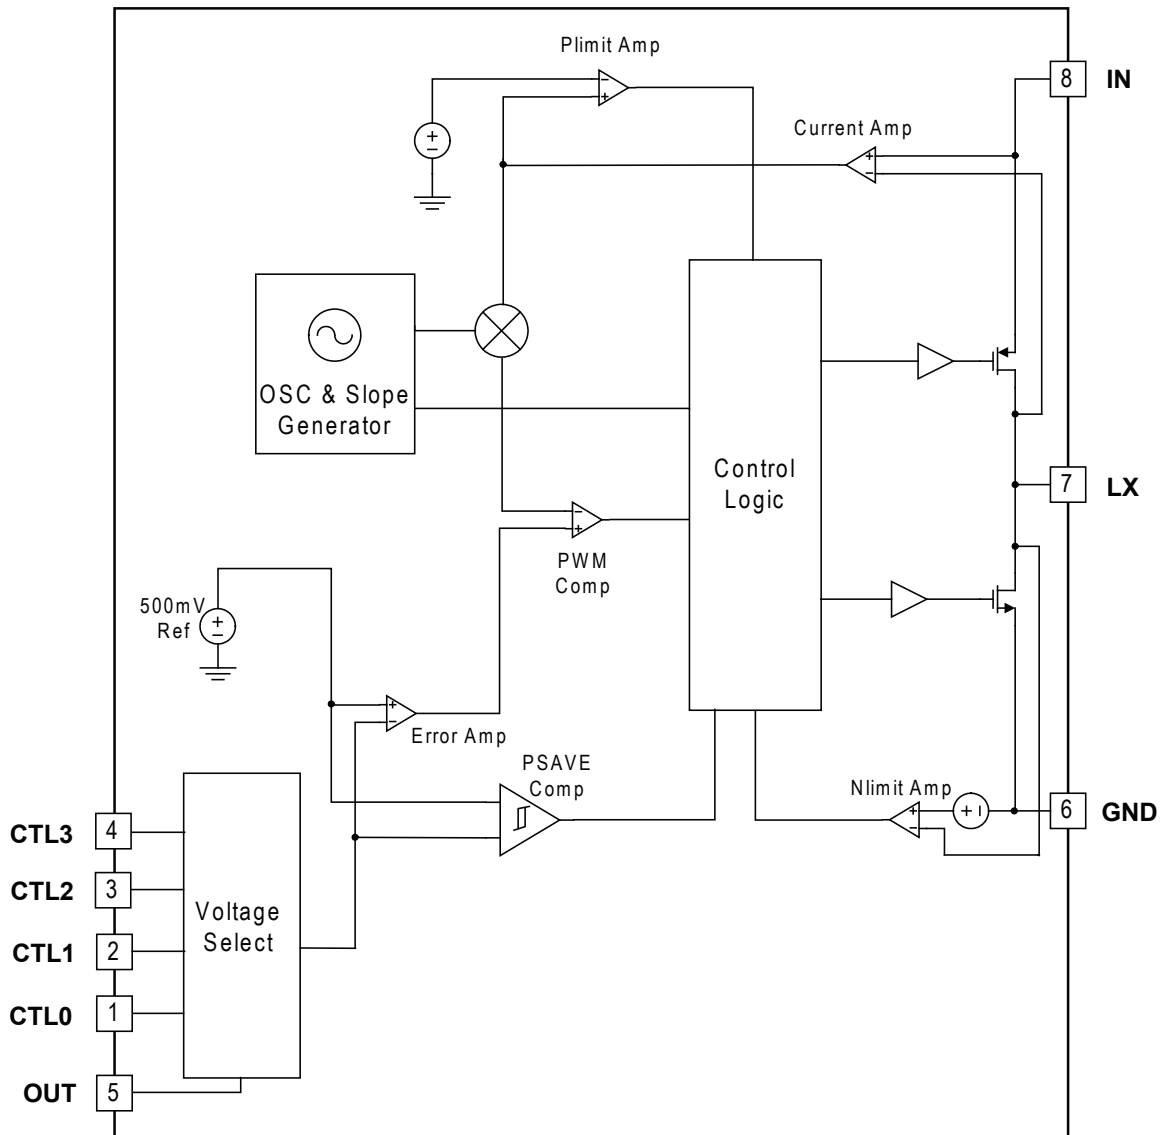 Plimit Amp
8 IN
Current Amp
OSC & Slope
Generator
Control
Logic
7 LX
PWM
Comp
500mV
Ref
Error Amp
PSAVE
Comp
Nlimit Amp
6 GND
CTL3 4
CTL2 3
CTL1 2
CTL0 1
Voltage
Select
OUT 5